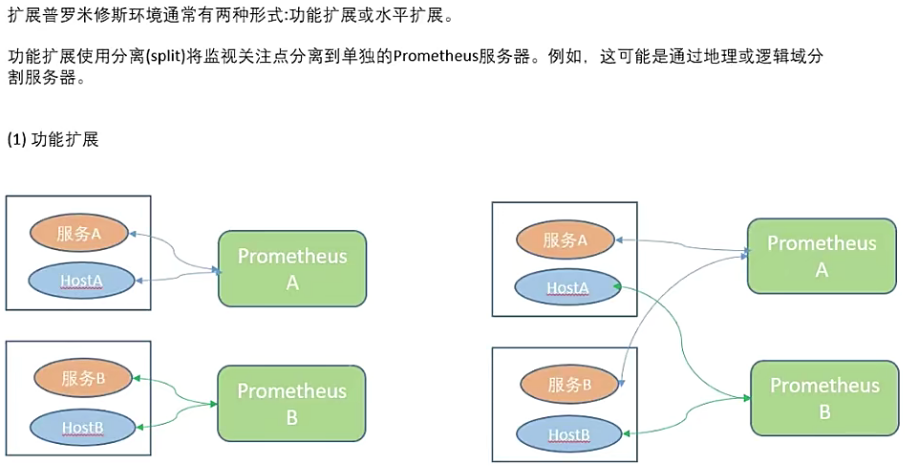 扩展普罗米修斯环境通常有两种形式:功能扩展或水平扩展。
功能扩展使用分离(split)将监视关注点分离到单独的Prometheus服务器。例如，这可能是通过地理或逻辑域分
割服务器。
(1) 功能扩展
服务A
HostA
Prometheus
A
服务B
HostB
Prometheus
B
服务A
HostA
Prometheus
A
服务B
HostB
Prometheus
B